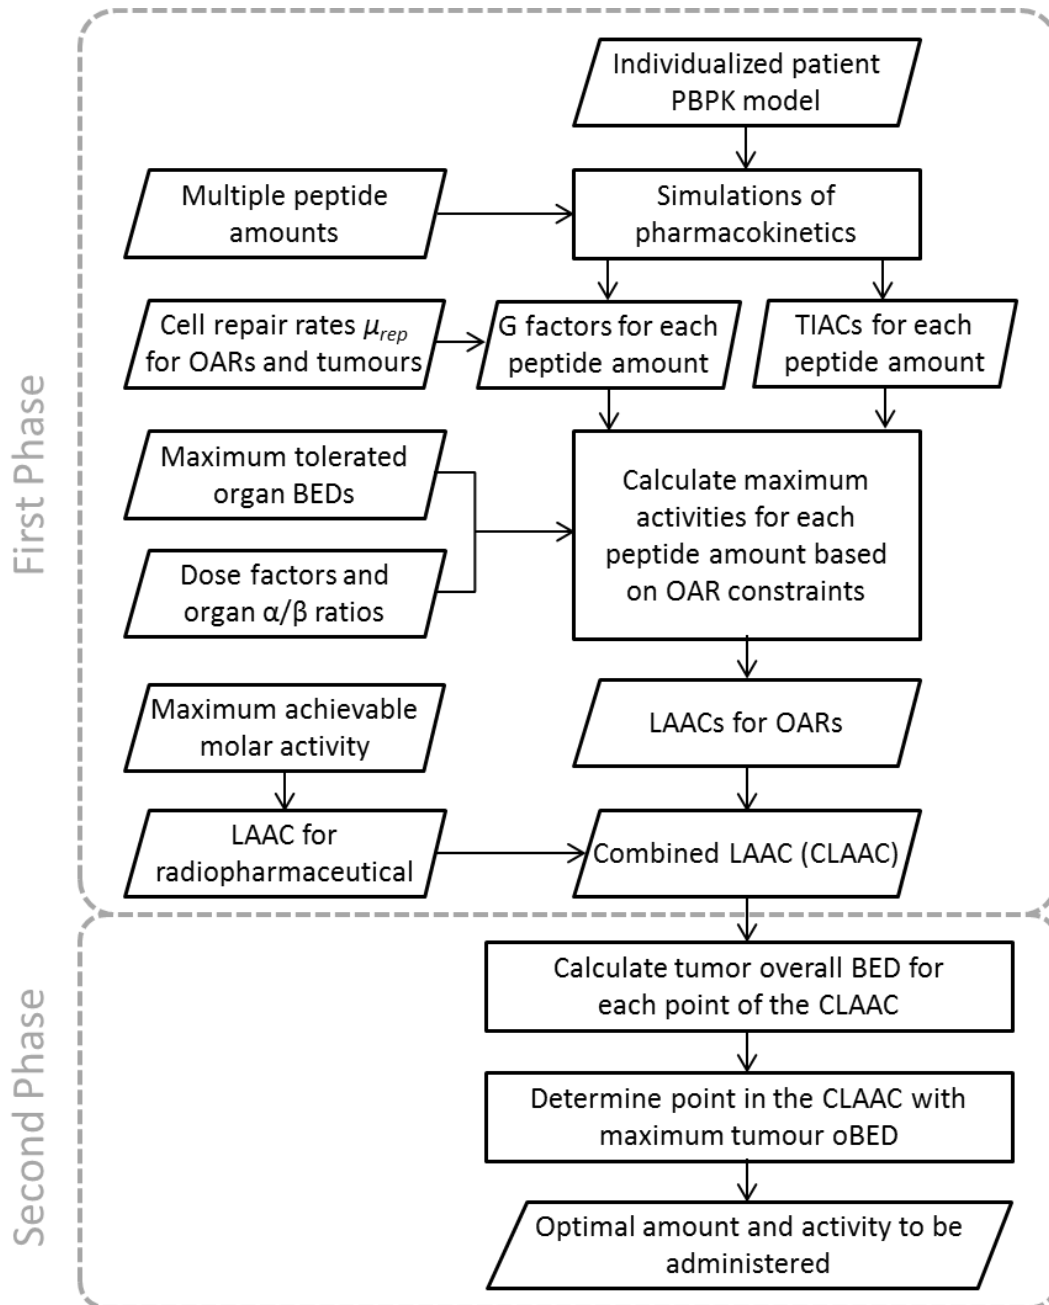 First Phase
Individualized patient
PBPK model
Multiple peptide
amounts
Simulations of
pharmacokinetics
Cell repair rates μrep
for OARs and tumours
G factors for each
peptide amount
TIACs for each
peptide amount
Maximum tolerated
organ BEDs
Dose factors and
organ α/β ratios
Calculate maximum
activities for each
peptide amount based
on OAR constraints
Maximum achievable
molar activity
LAACs for OARs
LAAC for
radiopharmaceutical
Combined LAAC (CLAAC)
Second Phase
Calculate tumor overall BED for
each point of the CLAAC
Determine point in the CLAAC with
maximum tumour oBED
Optimal amount and activity to be
administered